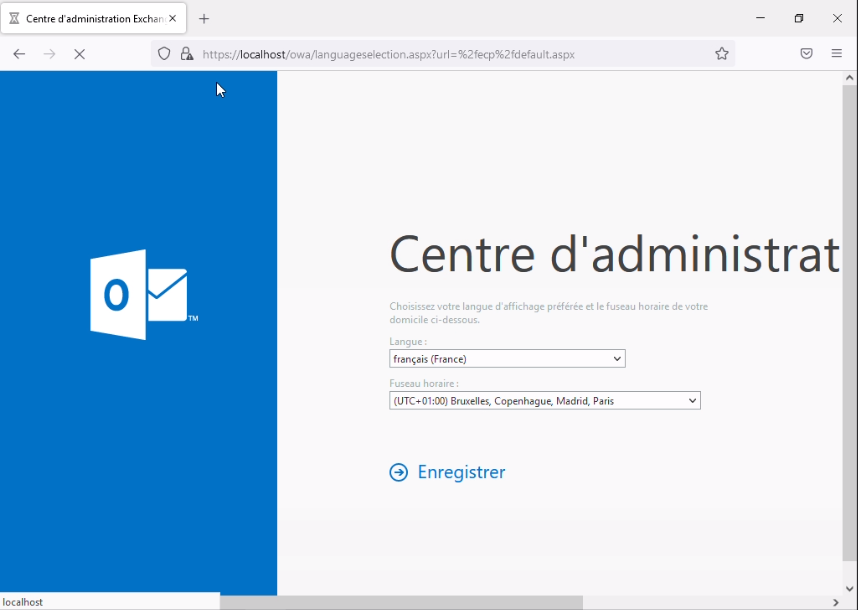 Centre d'administration Exchan
https://localhost/owa/languageselection.aspx?url=%2fecp%2fdefault.aspx
O
TM
Centre d'administrat
Choisissez votre langue d'affichage préférée et le fuseau horaire de votre
domicile ci-dessous.
Langue :
français (France)
Fuseau horaire :
(UTC+01:00) Bruxelles, Copenhague, Madrid, Paris
Enregistrer
localhost